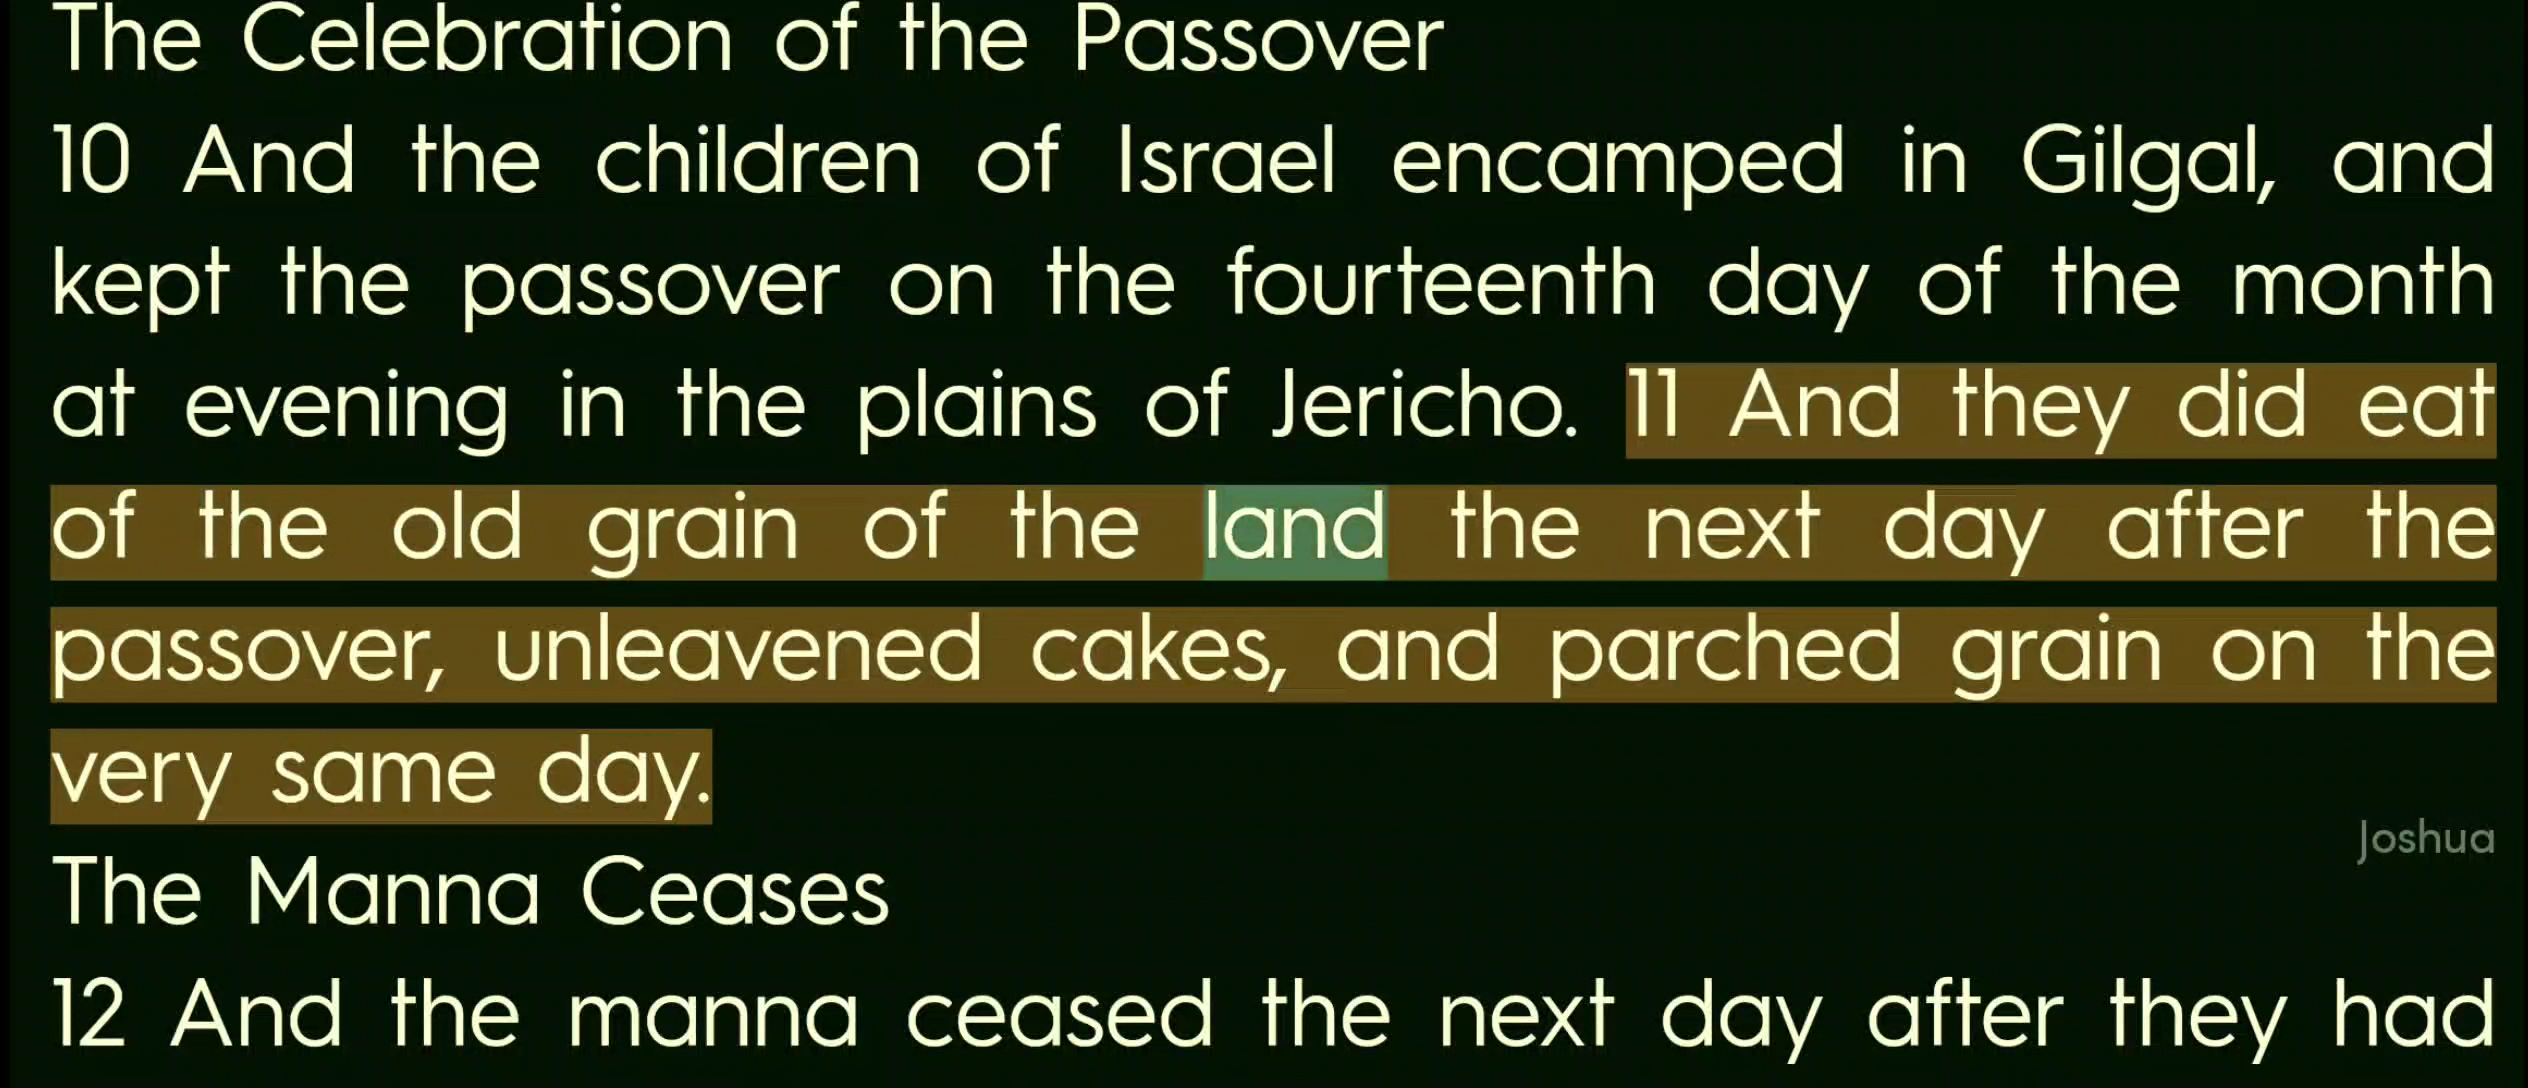 The Celebration of the Passover
10 And the children of Israel encamped in Gilgal, and
kept the passover on the fourteenth day of the month
at evening in the plains of Jericho. 11 And they did eat
of the old grain of the land the next day after the
passover, unleavened cakes, and parched grain on the
very same day.
Joshua
The Manna Ceases
12 And the manna ceased the next day after they had